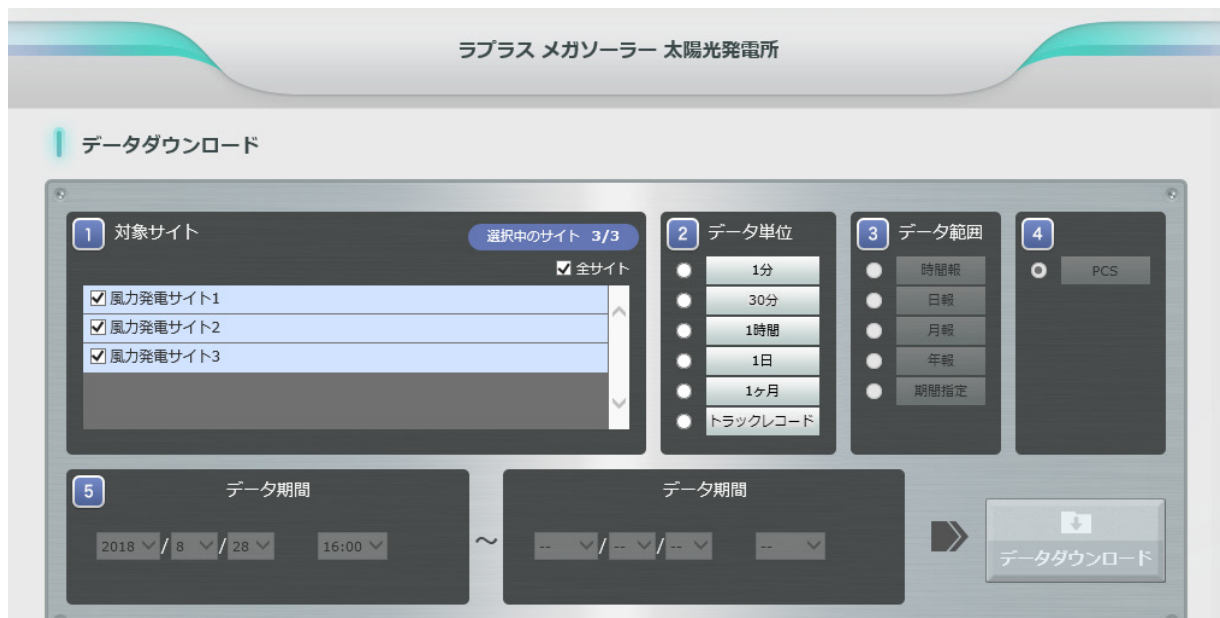 ラプラス メガソーラー 太陽光発電所
データダウンロード
1 対象サイト
選択中のサイト 3/3
全サイト
風力発電サイト1
風力発電サイト2
風力発電サイト3
2 データ単位
1分
30分
1時間
1日
1ヶ月
トラックレコード
3 データ範囲
時間報
日報
月報
年報
期間指定
4
PCS
5 データ期間
2018 / 8 / 28 16:00
～
データ期間
-- / -- / -- --
データダウンロード